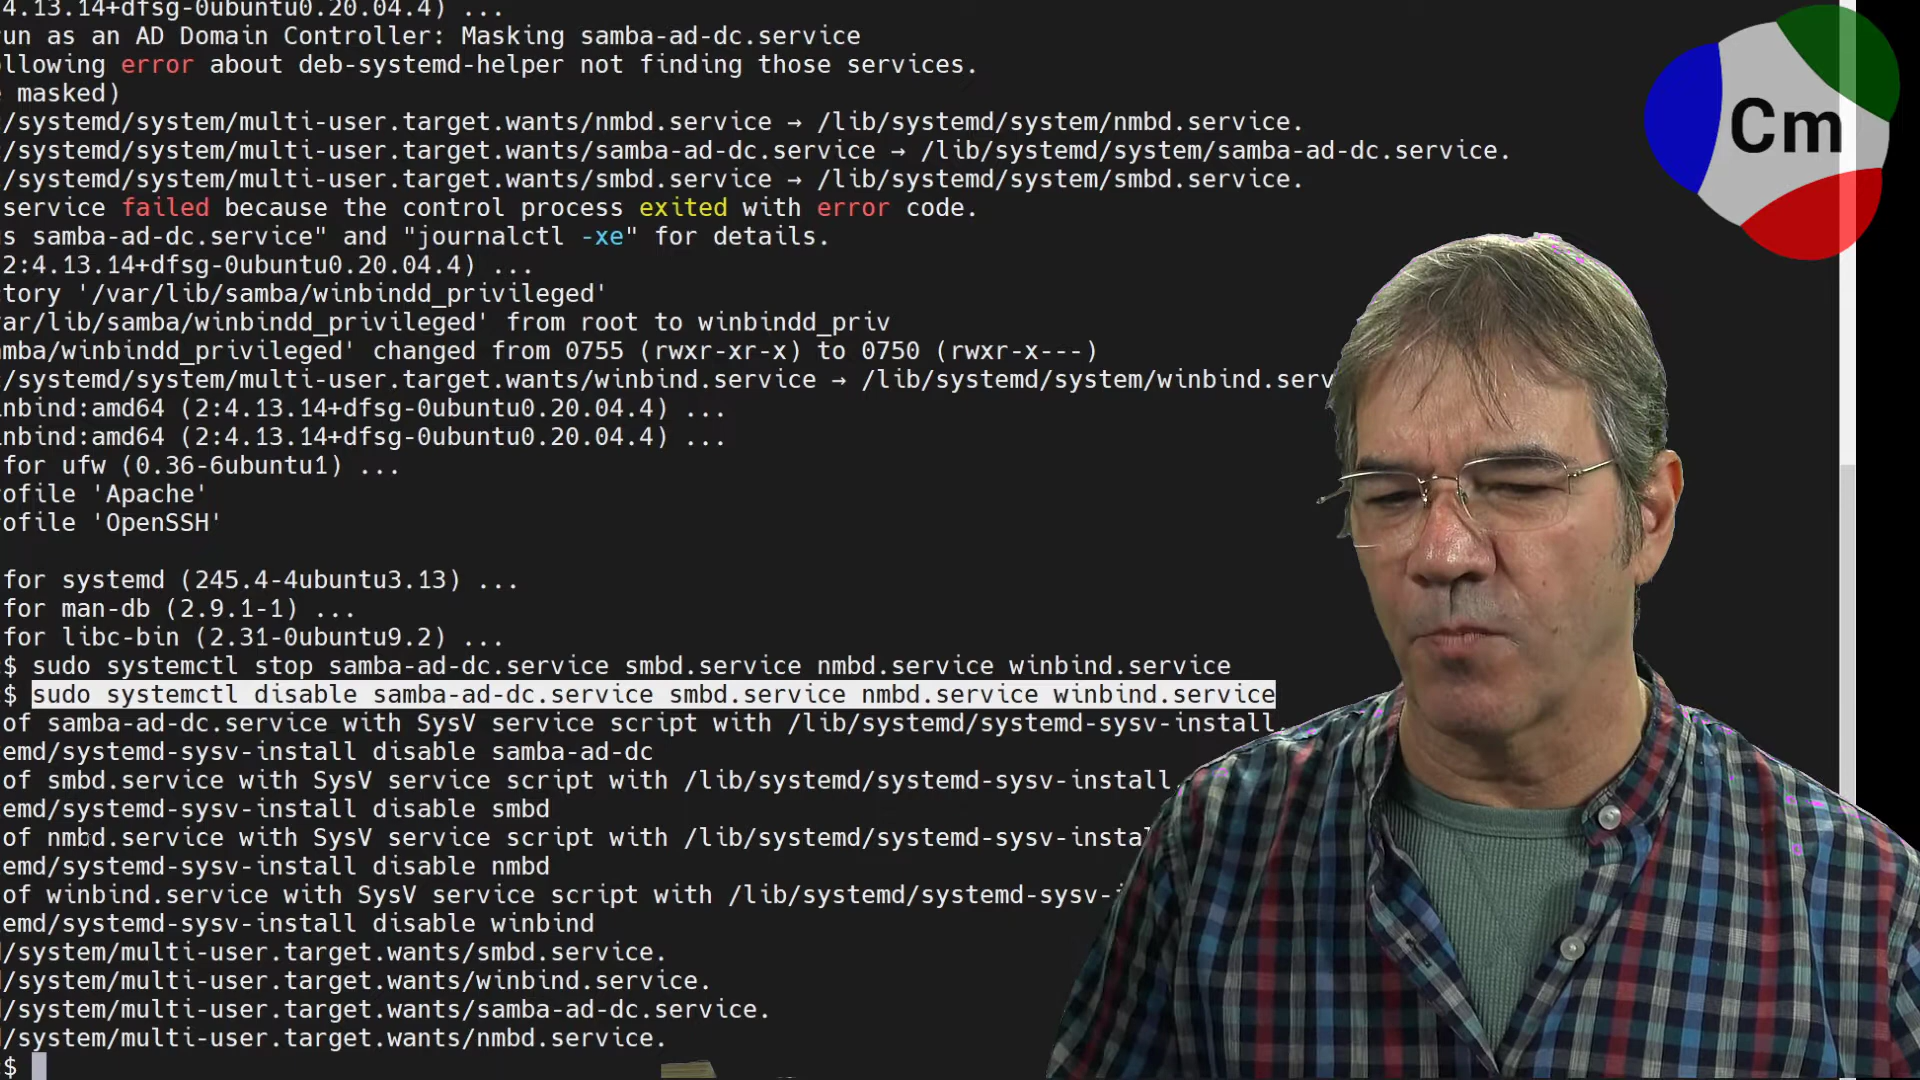 4.13.14+dfsg-0ubuntu0.20.04.4) ...
run as an AD Domain Controller: Masking samba-ad-dc.service
llowing error about deb-systemd-helper not finding those services.
masked)
/systemd/system/multi-user.target.wants/nmbd.service → /lib/systemd/system/nmbd.service.
/systemd/system/multi-user.target.wants/samba-ad-dc.service → /lib/systemd/system/samba-ad-dc.service.
/systemd/system/multi-user.target.wants/smbd.service → /lib/systemd/system/smbd.service.
service failed because the control process exited with error code.
s samba-ad-dc.service" and "journalctl -xe" for details.
2:4.13.14+dfsg-0ubuntu0.20.04.4) ...
tory '/var/lib/samba/winbindd_privileged'
ar/lib/samba/winbindd_privileged' from root to winbindd_priv
mba/winbindd_privileged' changed from 0755 (rwxr-xr-x) to 0750 (rwxr-x---)
/systemd/system/multi-user.target.wants/winbind.service → /lib/systemd/system/winbind.serv
nbind:amd64 (2:4.13.14+dfsg-0ubuntu0.20.04.4) ...
nbind:amd64 (2:4.13.14+dfsg-0ubuntu0.20.04.4) ...
for ufw (0.36-6ubuntu1) ...
rofile 'Apache'
rofile 'OpenSSH'
for systemd (245.4-4ubuntu3.13) ...
for man-db (2.9.1-1) ...
for libc-bin (2.31-0ubuntu9.2) ...
$ sudo systemctl stop samba-ad-dc.service smbd.service nmbd.service winbind.service
$ sudo systemctl disable samba-ad-dc.service smbd.service nmbd.service winbind.service
of samba-ad-dc.service with SysV service script with /lib/systemd/systemd-sysv-install.
emd/systemd-sysv-install disable samba-ad-dc
of smbd.service with SysV service script with /lib/systemd/systemd-sysv-install.
emd/systemd-sysv-install disable smbd
of nmbd.service with SysV service script with /lib/systemd/systemd-sysv-instal
emd/systemd-sysv-install disable nmbd
of winbind.service with SysV service script with /lib/systemd/systemd-sysv-i
emd/systemd-sysv-install disable winbind
/system/multi-user.target.wants/smbd.service.
/system/multi-user.target.wants/winbind.service.
/system/multi-user.target.wants/samba-ad-dc.service.
/system/multi-user.target.wants/nmbd.service.
$
Cm